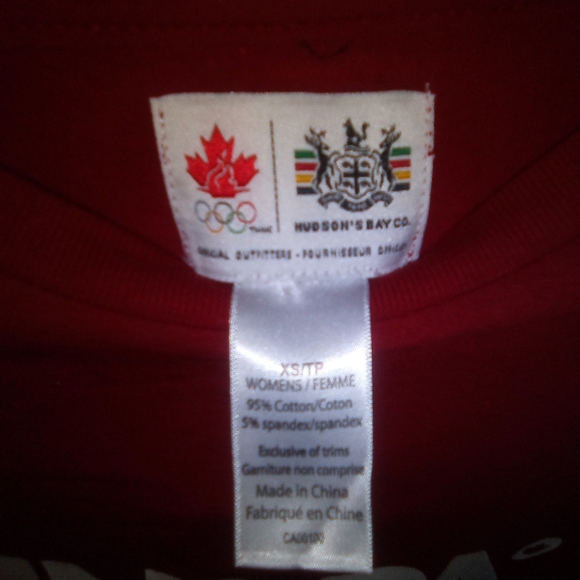 HUDSON'S BAY CO.
OFFICIAL OUTFITTERS - FOURNISSEUR OFFICIEL
XS/TP
WOMENS / FEMME
95% Cotton/Coton
5% spandex/spandex
Exclusive of trims
Garniture non comprise
Made in China
Fabriqué en Chine